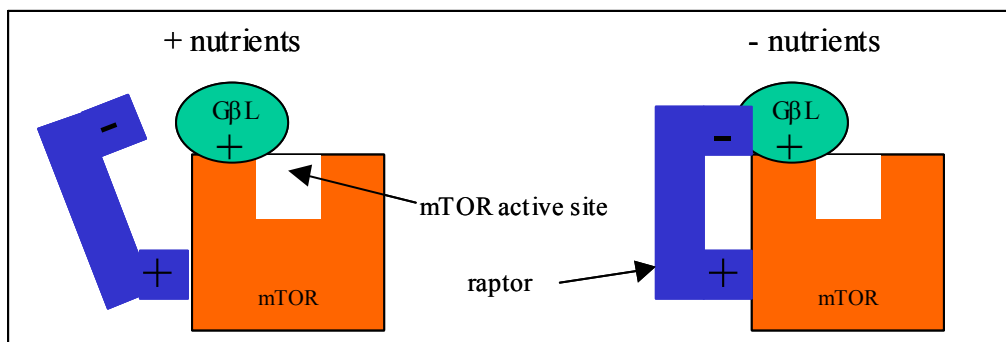 + nutrients
- nutrients
GβL
+
-
GβL
+
-
mTOR active site
+
raptor
+
mTOR
mTOR